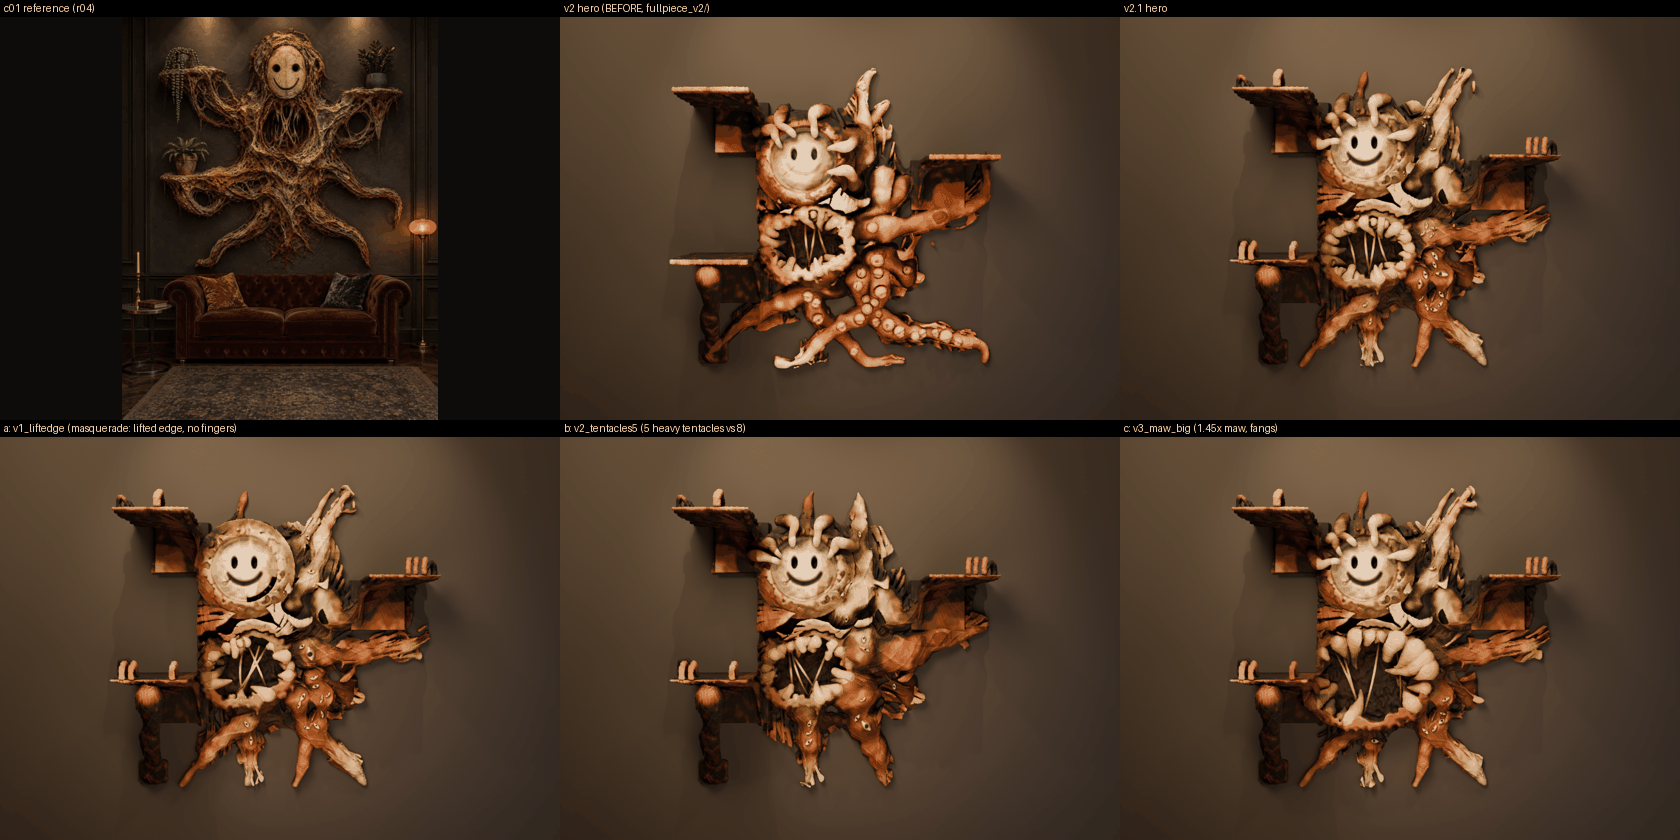 c01 reference (r04)
v2 hero (BEFORE, fullpiece_v2/)
v2.1 hero
a: v1_liftedge (masquerade: lifted edge, no fingers)
b: v2_tentacles5 (5 heavy tentacles vs 8)
c: v3_maw_big (1.45x maw, fangs)